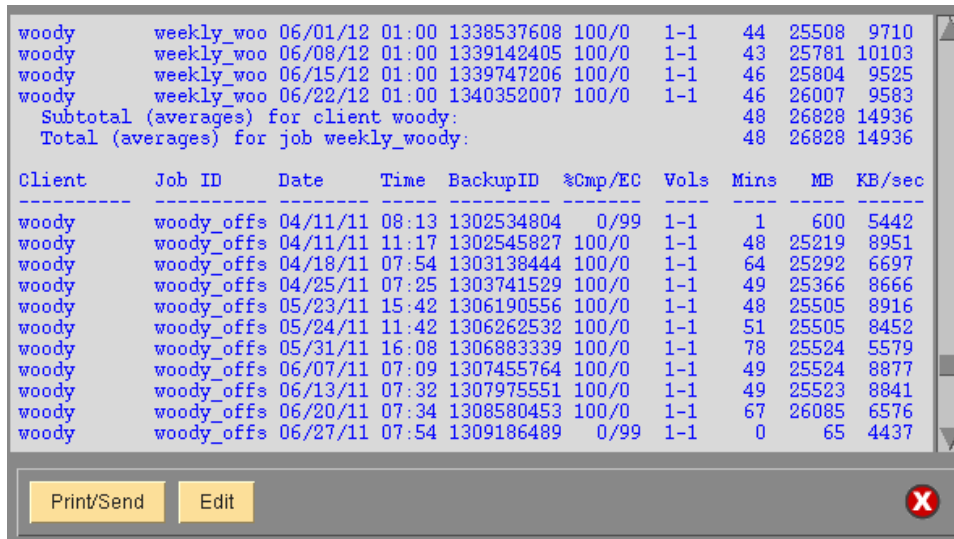 woody weekly_woo 06/01/12 01:00 1338537608 100/0 1-1 44 25508 9710
woody weekly_woo 06/08/12 01:00 1339142405 100/0 1-1 43 25781 10103
woody weekly_woo 06/15/12 01:00 1339747206 100/0 1-1 46 25804 9525
woody weekly_woo 06/22/12 01:00 1340352007 100/0 1-1 46 26007 9583
Subtotal (averages) for client woody: 48 26828 14936
Total (averages) for job weekly_woody: 48 26828 14936
Client Job ID Date Time BackupID %Cmp/EC Vols Mins MB KB/sec
---------- ---------- -------- ----- --------- ------- ---- ---- ----- ------
woody woody_offs 04/11/11 08:13 1302534804 0/99 1-1 1 600 5442
woody woody_offs 04/11/11 11:17 1302545827 100/0 1-1 48 25219 8951
woody woody_offs 04/18/11 07:54 1303138444 100/0 1-1 64 25292 6697
woody woody_offs 04/25/11 07:25 1303741529 100/0 1-1 49 25366 8666
woody woody_offs 05/23/11 15:42 1306190556 100/0 1-1 48 25505 8916
woody woody_offs 05/24/11 11:42 1306262532 100/0 1-1 51 25505 8452
woody woody_offs 05/31/11 16:08 1306883339 100/0 1-1 78 25524 5579
woody woody_offs 06/07/11 07:09 1307455764 100/0 1-1 49 25524 8877
woody woody_offs 06/13/11 07:32 1307975551 100/0 1-1 49 25523 8841
woody woody_offs 06/20/11 07:34 1308580453 100/0 1-1 67 26085 6576
woody woody_offs 06/27/11 07:54 1309186489 0/99 1-1 0 65 4437
Print/Send Edit